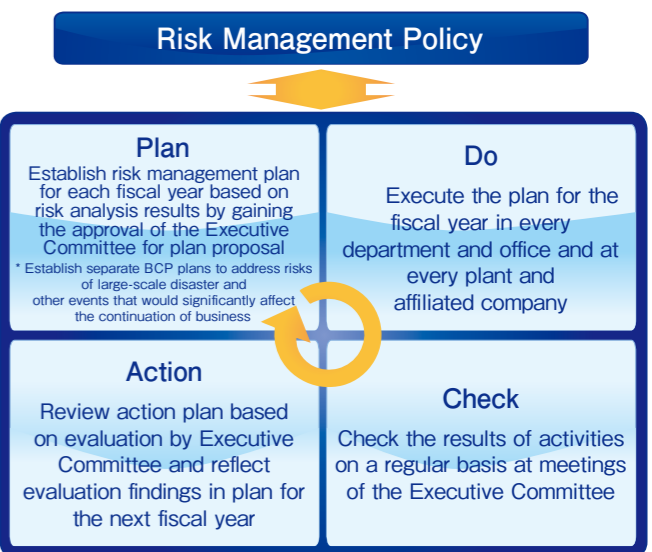 Risk Management Policy
Plan
Establish risk management plan
for each fiscal year based on
risk analysis results by gaining
the approval of the Executive
Committee for plan proposal
* Establish separate BCP plans to address risks
of large-scale disaster and
other events that would significantly affect
the continuation of business
Do
Execute the plan for the
fiscal year in every
department and office and at
every plant and
affiliated company
Action
Review action plan based
on evaluation by Executive
Committee and reflect
evaluation findings in plan for
the next fiscal year
Check
Check the results of activities
on a regular basis at meetings
of the Executive Committee